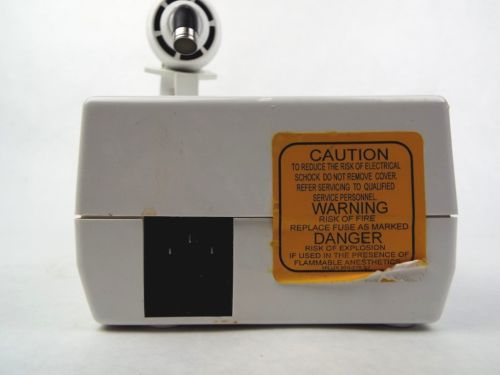 CAUTION
TO REDUCE THE RISK OF ELECTRICAL
SCHOCK DO NOT REMOVE COVER.
REFER SERVICING TO QUALIFIED
SERVICE PERSONNEL.
WARNING
RISK OF FIRE
REPLACE FUSE AS MARKED
DANGER
RISK OF EXPLOSION
IF USED IN THE PRESENCE OF
FLAMMABLE ANESTHETICS